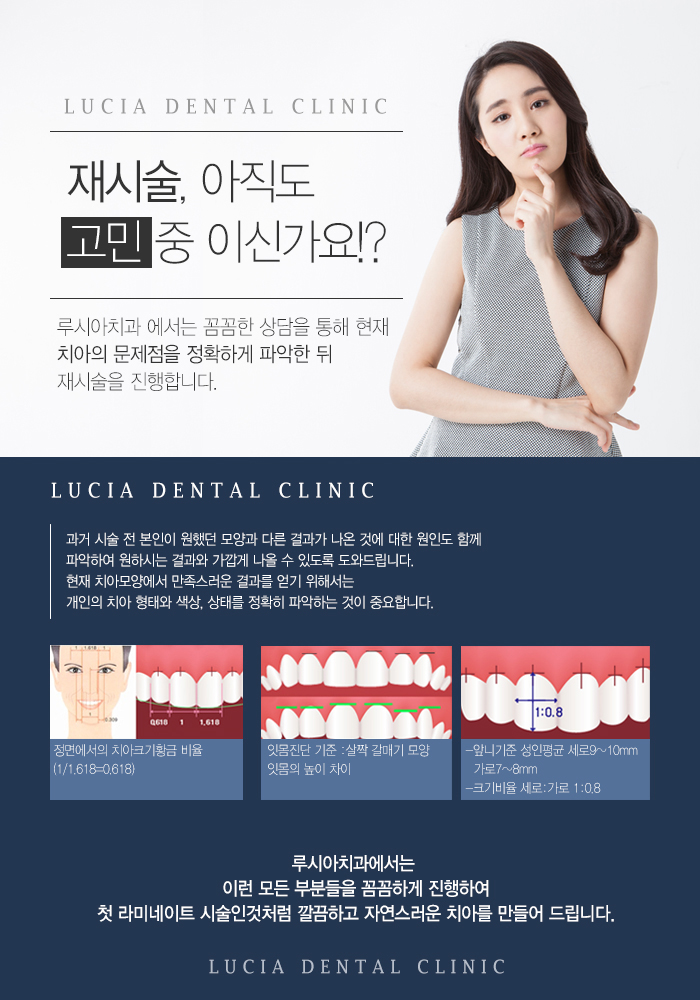 LUCIA DENTAL CLINIC
재시술, 아직도
고민 중 이신가요!?
루시아치과 에서는 꼼꼼한 상담을 통해 현재
치아의 문제점을 정확하게 파악한 뒤
재시술을 진행합니다.
LUCIA DENTAL CLINIC
과거 시술 전 본인이 원했던 모양과 다른 결과가 나온 것에 대한 원인도 함께
파악하여 원하시는 결과와 가깝게 나올 수 있도록 도와드립니다.
현재 치아모양에서 만족스러운 결과를 얻기 위해서는
개인의 치아 형태와 색상, 상태를 정확히 파악하는 것이 중요합니다.
1 1.618 1
1
0.309
0.618 1 1.618
정면에서의 치아크기황금 비율
(1/1.618=0.618)
잇몸진단 기준 :살짝 갈매기 모양
잇몸의 높이 차이
1:0.8
-앞니기준 성인평균 세로9~10mm
가로7~8mm
-크기비율 세로:가로 1:0.8
루시아치과에서는
이런 모든 부분들을 꼼꼼하게 진행하여
첫 라미네이트 시술인것처럼 깔끔하고 자연스러운 치아를 만들어 드립니다.
LUCIA DENTAL CLINIC